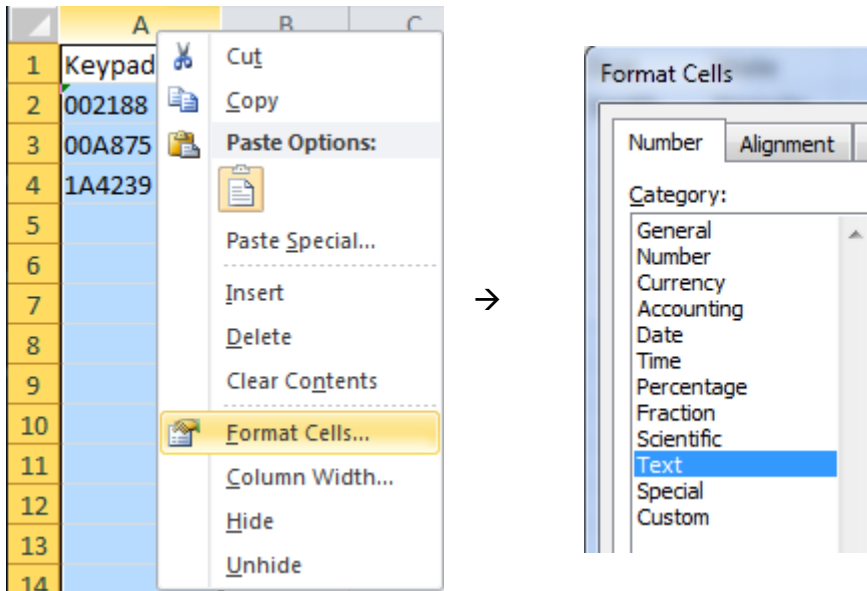 A B C
1 Keypad
2 002188
3 00A875
4 1A4239
5
6
7
8
9
10
11
12
13
14
Cut
Copy
Paste Options:
Paste Special...
Insert
Delete
Clear Contents
Format Cells...
Column Width...
Hide
Unhide
→
Format Cells
Number Alignment
Category:
General
Number
Currency
Accounting
Date
Time
Percentage
Fraction
Scientific
Text
Special
Custom